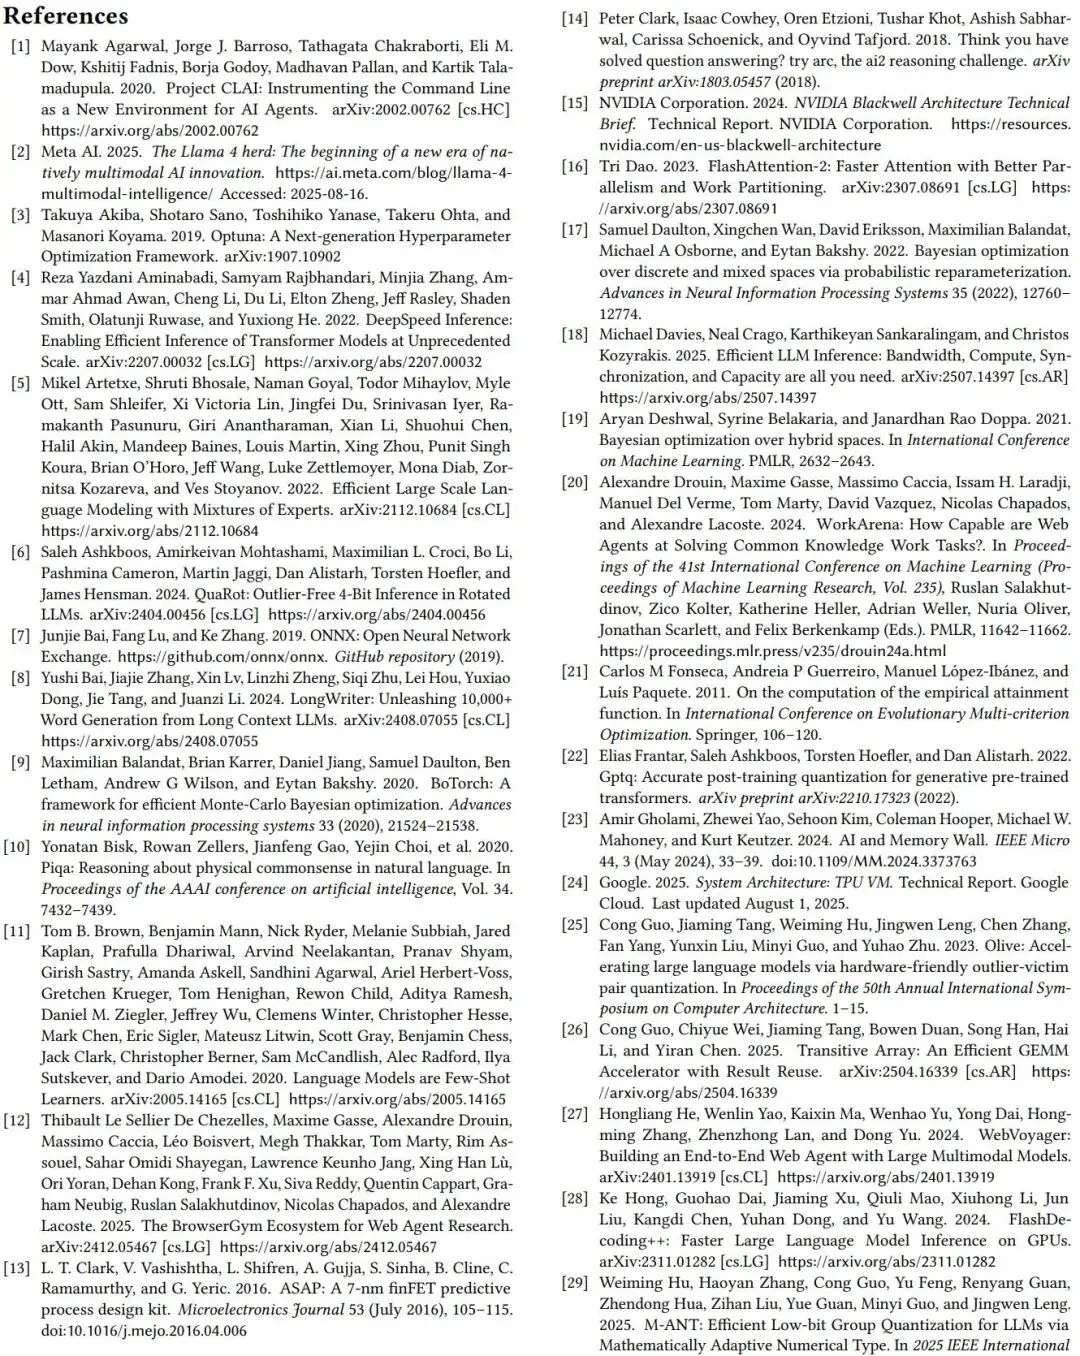 References
[1] Mayank Agarwal, Jorge J. Barroso, Tathagata Chakraborti, Eli M.
Dow, Kshitij Fadnis, Borja Godoy, Madhavan Pallan, and Kartik Tala-
madupula. 2020. Project CLAI: Instrumenting the Command Line
as a New Environment for AI Agents. arXiv:2002.00762 [cs.HC]
https://arxiv.org/abs/2002.00762
[2] Meta AI. 2025. The Llama 4 herd: The beginning of a new era of na-
tively multimodal AI innovation. https://ai.meta.com/blog/llama-4-
multimodal-intelligence/ Accessed: 2025-08-16.
[3] Takuya Akiba, Shotaro Sano, Toshihiko Yanase, Takeru Ohta, and
Masanori Koyama. 2019. Optuna: A Next-generation Hyperparameter
Optimization Framework. arXiv:1907.10902
[4] Reza Yazdani Aminabadi, Samyam Rajbhandari, Minjia Zhang, Am-
mar Ahmad Awan, Cheng Li, Du Li, Elton Zheng, Jeff Rasley, Shaden
Smith, Olatunji Ruwase, and Yuxiong He. 2022. DeepSpeed Inference:
Enabling Efficient Inference of Transformer Models at Unprecedented
Scale. arXiv:2207.00032 [cs.LG] https://arxiv.org/abs/2207.00032
[5] Mikel Artetxe, Shruti Bhosale, Naman Goyal, Todor Mihaylov, Myle
Ott, Sam Shleifer, Xi Victoria Lin, Jingfei Du, Srinivasan Iyer, Ra-
makanth Pasunuru, Giri Anantharaman, Xian Li, Shuohui Chen,
Halil Akin, Mandeep Baines, Louis Martin, Xing Zhou, Punit Singh
Koura, Brian O'Horo, Jeff Wang, Luke Zettlemoyer, Mona Diab, Zor-
nitsa Kozareva, and Ves Stoyanov. 2022. Efficient Large Scale Lan-
guage Modeling with Mixtures of Experts. arXiv:2112.10684 [cs.CL]
https://arxiv.org/abs/2112.10684
[6] Saleh Ashkboos, Amirkeivan Mohtashami, Maximilian L. Croci, Bo Li,
Pashmina Cameron, Martin Jaggi, Dan Alistarh, Torsten Hoefler, and
James Hensman. 2024. QuaRot: Outlier-Free 4-Bit Inference in Rotated
LLMs. arXiv:2404.00456 [cs.LG] https://arxiv.org/abs/2404.00456
[7] Junjie Bai, Fang Lu, and Ke Zhang. 2019. ONNX: Open Neural Network
Exchange. https://github.com/onnx/onnx. GitHub repository (2019).
[8] Yushi Bai, Jiajie Zhang, Xin Lv, Linzhi Zheng, Siqi Zhu, Lei Hou, Yuxiao
Dong, Jie Tang, and Juanzi Li. 2024. LongWriter: Unleashing 10,000+
Word Generation from Long Context LLMs. arXiv:2408.07055 [cs.CL]
https://arxiv.org/abs/2408.07055
[9] Maximilian Balandat, Brian Karrer, Daniel Jiang, Samuel Daulton, Ben
Letham, Andrew G Wilson, and Eytan Bakshy. 2020. BoTorch: A
framework for efficient Monte-Carlo Bayesian optimization. Advances
in neural information processing systems 33 (2020), 21524–21538.
[10] Yonatan Bisk, Rowan Zellers, Jianfeng Gao, Yejin Choi, et al. 2020.
Piqa: Reasoning about physical commonsense in natural language. In
Proceedings of the AAAI conference on artificial intelligence, Vol. 34.
7432–7439.
[11] Tom B. Brown, Benjamin Mann, Nick Ryder, Melanie Subbiah, Jared
Kaplan, Prafulla Dhariwal, Arvind Neelakantan, Pranav Shyam,
Girish Sastry, Amanda Askell, Sandhini Agarwal, Ariel Herbert-Voss,
Gretchen Krueger, Tom Henighan, Rewon Child, Aditya Ramesh,
Daniel M. Ziegler, Jeffrey Wu, Clemens Winter, Christopher Hesse,
Mark Chen, Eric Sigler, Mateusz Litwin, Scott Gray, Benjamin Chess,
Jack Clark, Christopher Berner, Sam McCandlish, Alec Radford, Ilya
Sutskever, and Dario Amodei. 2020. Language Models are Few-Shot
Learners. arXiv:2005.14165 [cs.CL] https://arxiv.org/abs/2005.14165
[12] Thibault Le Sellier De Chezelles, Maxime Gasse, Alexandre Drouin,
Massimo Caccia, Léo Boisvert, Megh Thakkar, Tom Marty, Rim As-
souel, Sahar Omidi Shayegan, Lawrence Keunho Jang, Xing Han Lù,
Ori Yoran, Dehan Kong, Frank F. Xu, Siva Reddy, Quentin Cappart, Gra-
ham Neubig, Ruslan Salakhutdinov, Nicolas Chapados, and Alexandre
Lacoste. 2025. The BrowserGym Ecosystem for Web Agent Research.
arXiv:2412.05467 [cs.LG] https://arxiv.org/abs/2412.05467
[13] L. T. Clark, V. Vashishtha, L. Shifren, A. Gujja, S. Sinha, B. Cline, C.
Ramamurthy, and G. Yeric. 2016. ASAP: A 7-nm finFET predictive
process design kit. Microelectronics Journal 53 (July 2016), 105–115.
doi:10.1016/j.mejo.2016.04.006
[14] Peter Clark, Isaac Cowhey, Oren Etzioni, Tushar Khot, Ashish Sabhar-
wal, Carissa Schoenick, and Oyvind Tafjord. 2018. Think you have
solved question answering? try arc, the ai2 reasoning challenge. arXiv
preprint arXiv:1803.05457 (2018).
[15] NVIDIA Corporation. 2024. NVIDIA Blackwell Architecture Technical
Brief. Technical Report. NVIDIA Corporation. https://resources.
nvidia.com/en-us-blackwell-architecture
[16] Tri Dao. 2023. FlashAttention-2: Faster Attention with Better Par-
allelism and Work Partitioning. arXiv:2307.08691 [cs.LG] https:
//arxiv.org/abs/2307.08691
[17] Samuel Daulton, Xingchen Wan, David Eriksson, Maximilian Balandat,
Michael A Osborne, and Eytan Bakshy. 2022. Bayesian optimization
over discrete and mixed spaces via probabilistic reparameterization.
Advances in Neural Information Processing Systems 35 (2022), 12760–
12774.
[18] Michael Davies, Neal Crago, Karthikeyan Sankaralingam, and Christos
Kozyrakis. 2025. Efficient LLM Inference: Bandwidth, Compute, Syn-
chronization, and Capacity are all you need. arXiv:2507.14397 [cs.AR]
https://arxiv.org/abs/2507.14397
[19] Aryan Deshwal, Syrine Belakaria, and Janardhan Rao Doppa. 2021.
Bayesian optimization over hybrid spaces. In International Conference
on Machine Learning. PMLR, 2632–2643.
[20] Alexandre Drouin, Maxime Gasse, Massimo Caccia, Issam H. Laradji,
Manuel Del Verme, Tom Marty, David Vazquez, Nicolas Chapados,
and Alexandre Lacoste. 2024. WorkArena: How Capable are Web
Agents at Solving Common Knowledge Work Tasks?. In Proceed-
ings of the 41st International Conference on Machine Learning (Pro-
ceedings of Machine Learning Research, Vol. 235), Ruslan Salakhut-
dinov, Zico Kolter, Katherine Heller, Adrian Weller, Nuria Oliver,
Jonathan Scarlett, and Felix Berkenkamp (Eds.). PMLR, 11642–11662.
https://proceedings.mlr.press/v235/drouin24a.html
[21] Carlos M Fonseca, Andreia P Guerreiro, Manuel López-Ibánez, and
Luís Paquete. 2011. On the computation of the empirical attainment
function. In International Conference on Evolutionary Multi-criterion
Optimization. Springer, 106–120.
[22] Elias Frantar, Saleh Ashkboos, Torsten Hoefler, and Dan Alistarh. 2022.
Gptq: Accurate post-training quantization for generative pre-trained
transformers. arXiv preprint arXiv:2210.17323 (2022).
[23] Amir Gholami, Zhewei Yao, Sehoon Kim, Coleman Hooper, Michael W.
Mahoney, and Kurt Keutzer. 2024. AI and Memory Wall. IEEE Micro
44, 3 (May 2024), 33–39. doi:10.1109/MM.2024.3373763
[24] Google. 2025. System Architecture: TPU VM. Technical Report. Google
Cloud. Last updated August 1, 2025.
[25] Cong Guo, Jiaming Tang, Weiming Hu, Jingwen Leng, Chen Zhang,
Fan Yang, Yunxin Liu, Minyi Guo, and Yuhao Zhu. 2023. Olive: Accel-
erating large language models via hardware-friendly outlier-victim
pair quantization. In Proceedings of the 50th Annual International Sym-
posium on Computer Architecture. 1–15.
[26] Cong Guo, Chiyue Wei, Jiaming Tang, Bowen Duan, Song Han, Hai
Li, and Yiran Chen. 2025. Transitive Array: An Efficient GEMM
Accelerator with Result Reuse. arXiv:2504.16339 [cs.AR] https:
//arxiv.org/abs/2504.16339
[27] Hongliang He, Wenlin Yao, Kaixin Ma, Wenhao Yu, Yong Dai, Hong-
ming Zhang, Zhenzhong Lan, and Dong Yu. 2024. WebVoyager:
Building an End-to-End Web Agent with Large Multimodal Models.
arXiv:2401.13919 [cs.CL] https://arxiv.org/abs/2401.13919
[28] Ke Hong, Guohao Dai, Jiaming Xu, Qiuli Mao, Xiuhong Li, Jun
Liu, Kangdi Chen, Yuhan Dong, and Yu Wang. 2024. FlashDe-
coding++: Faster Large Language Model Inference on GPUs.
arXiv:2311.01282 [cs.LG] https://arxiv.org/abs/2311.01282
[29] Weiming Hu, Haoyan Zhang, Cong Guo, Yu Feng, Renyang Guan,
Zhendong Hua, Zihan Liu, Yue Guan, Minyi Guo, and Jingwen Leng.
2025. M-ANT: Efficient Low-bit Group Quantization for LLMs via
Mathematically Adaptive Numerical Type. In 2025 IEEE International